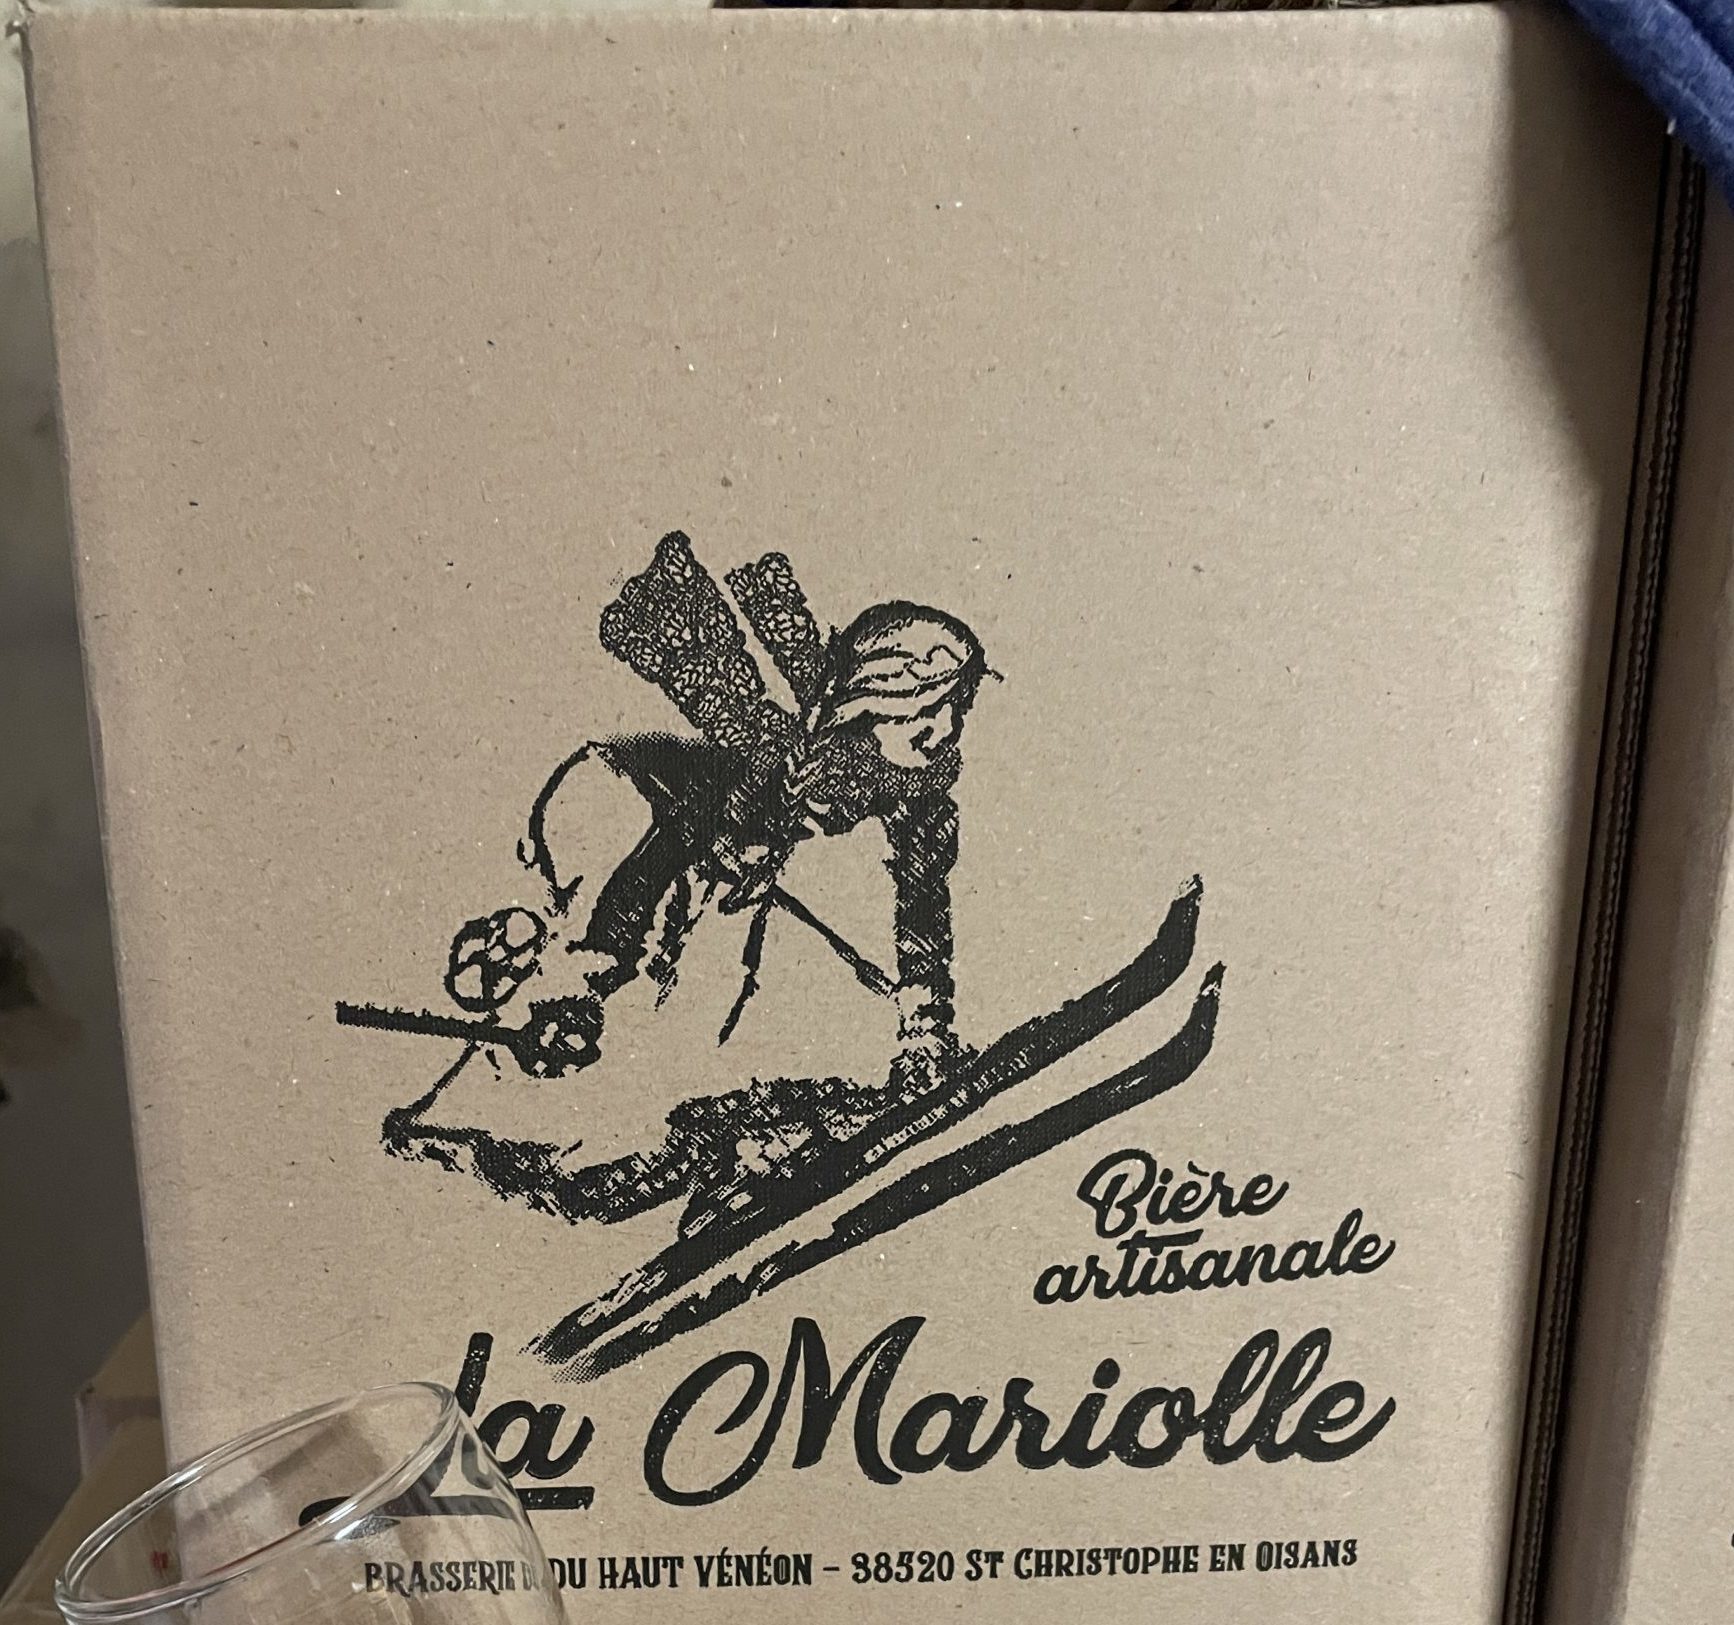 Bière
artisanale
La Mariolle
BRASSERIE DU HAUT VÉNÉON – 38520 ST CHRISTOPHE EN OISANS